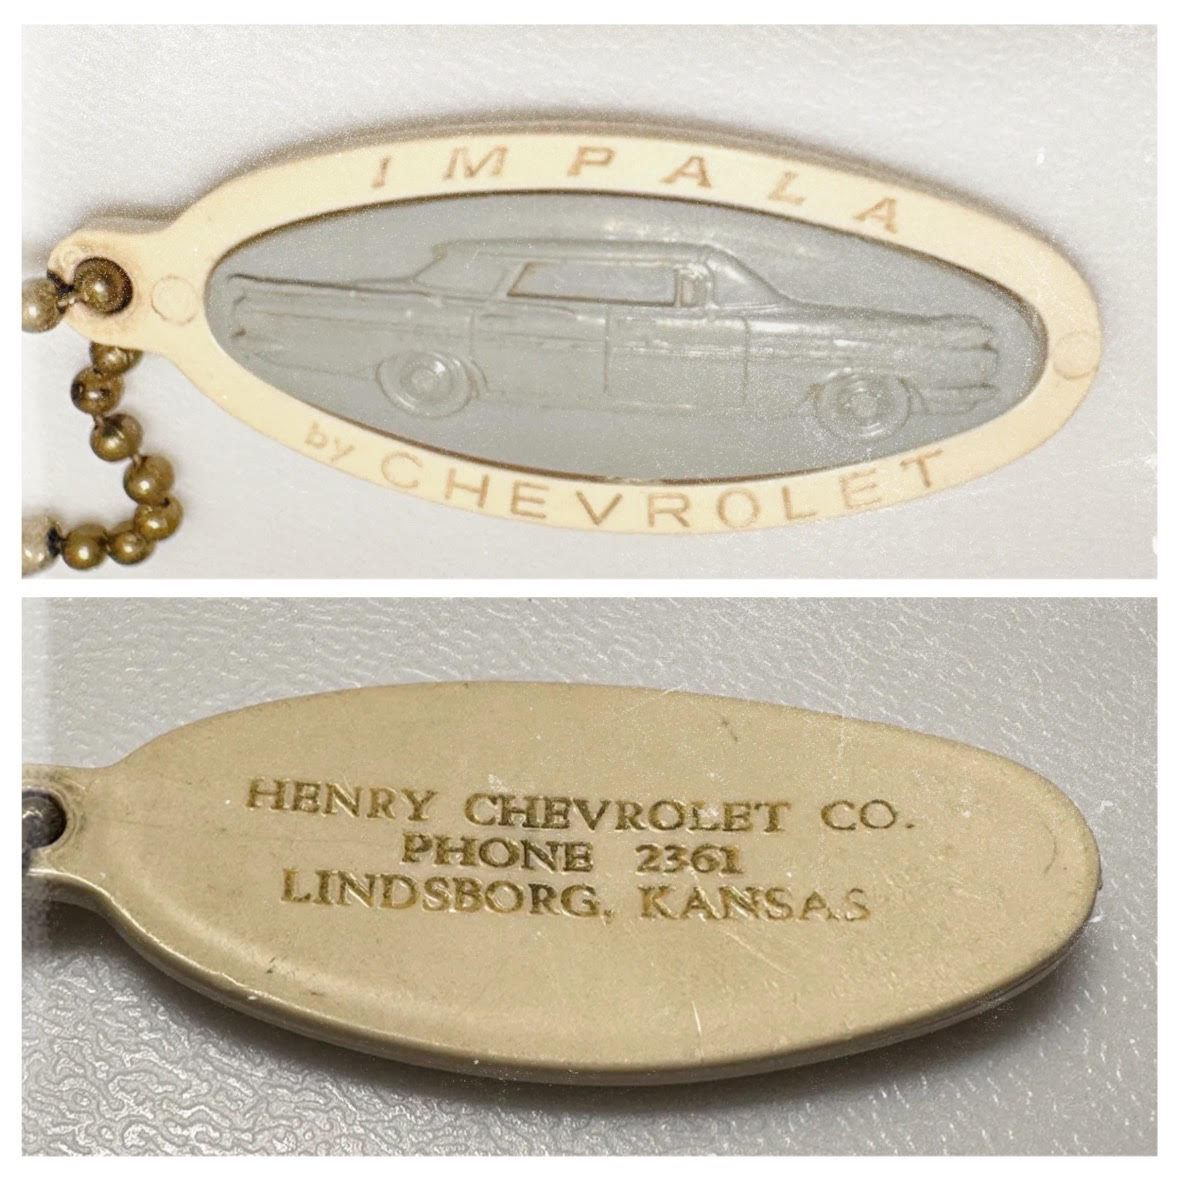 IMPALA
by CHEVROLET
HENRY CHEVROLET CO.
PHONE 2361
LINDSBORG, KANSAS